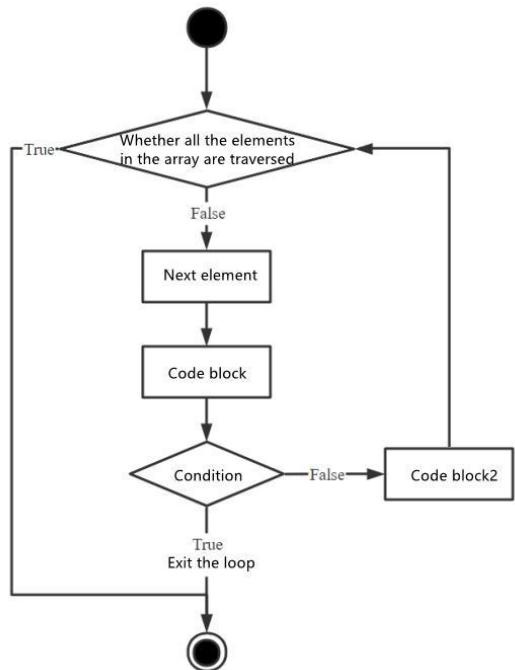 Whether all the elements
in the array are traversed
True
False
Next element
Code block
Condition
False
Code block2
True
Exit the loop